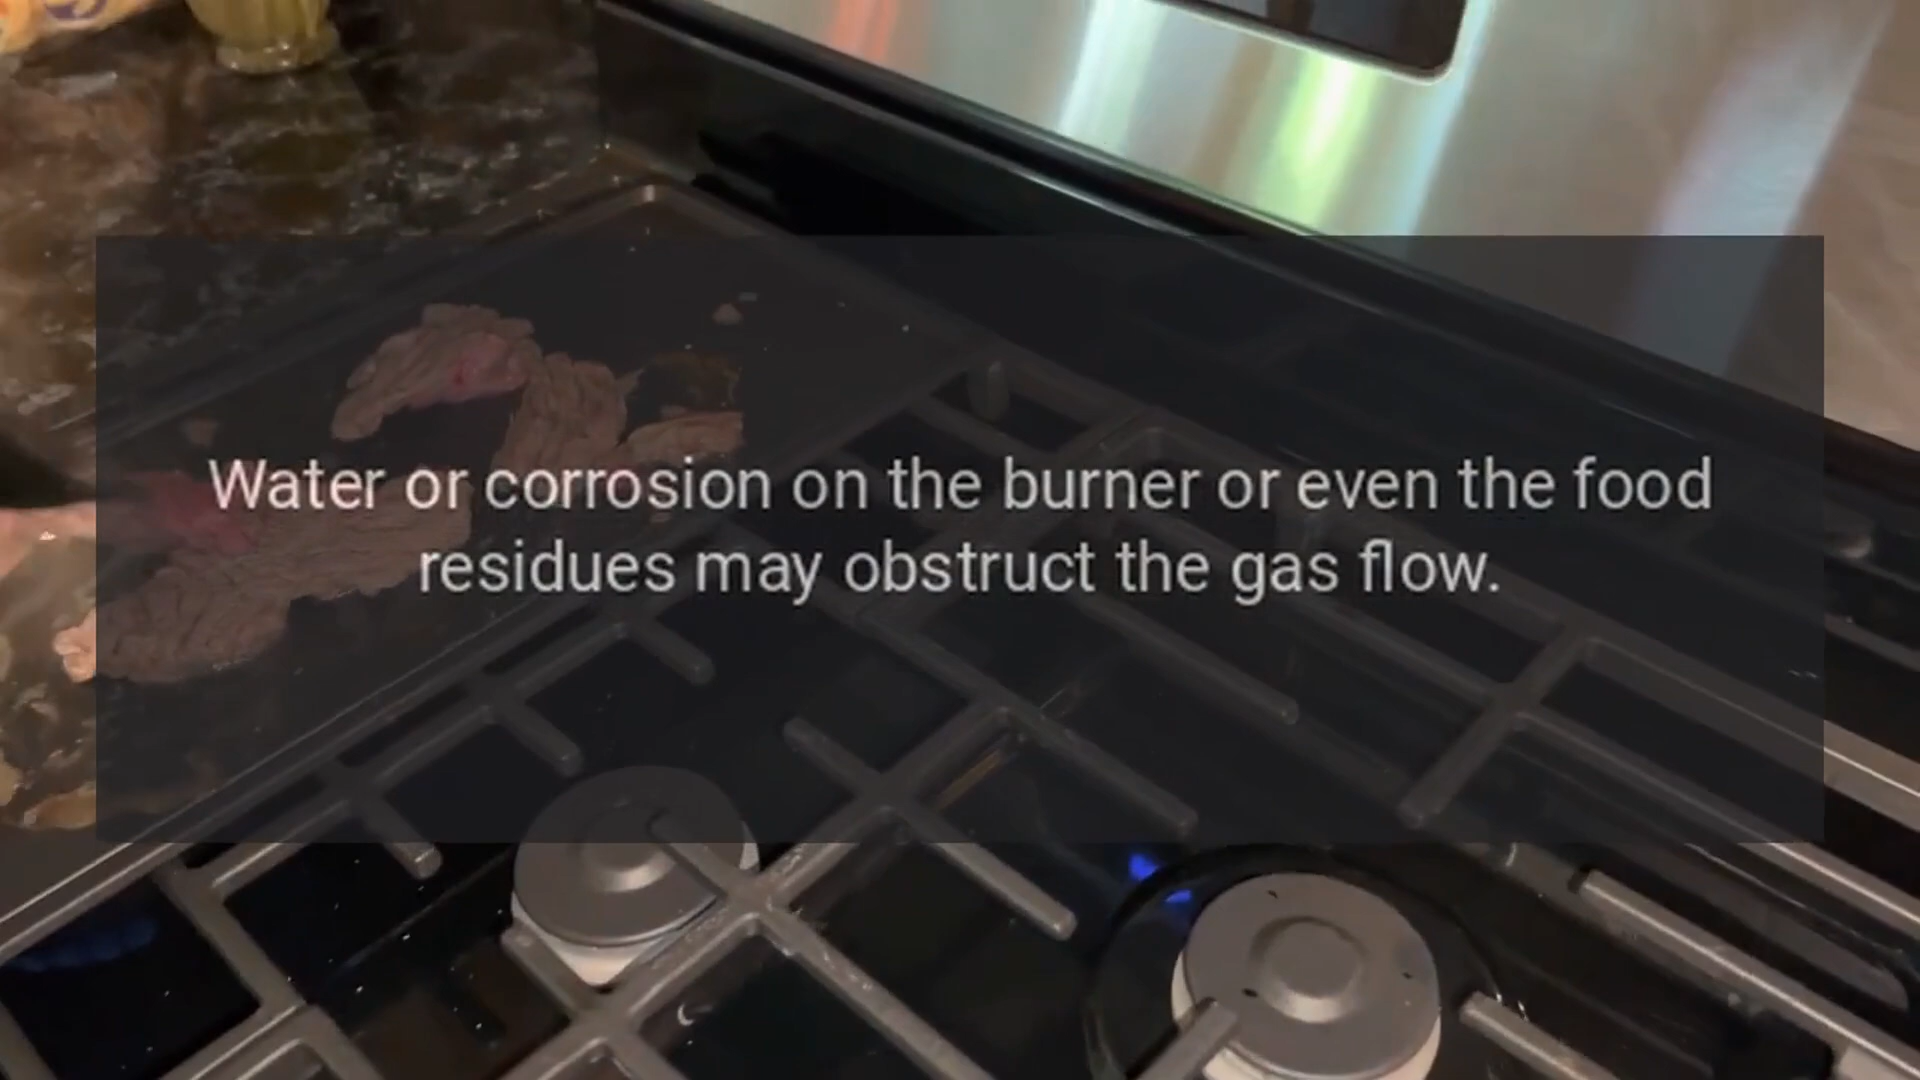 Water or corrosion on the burner or even the food
residues may obstruct the gas flow.